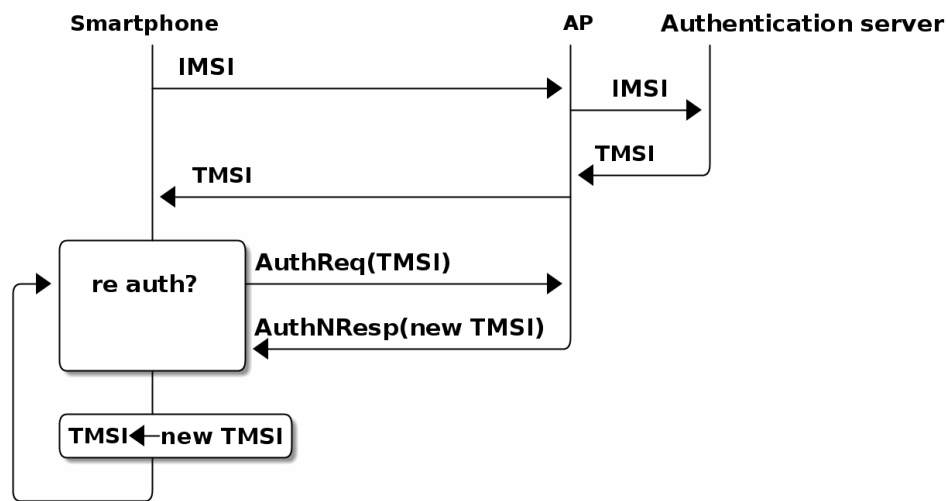 Smartphone
AP
Authentication server
IMSI
IMSI
TMSI
TMSI
re auth?
AuthReq(TMSI)
AuthNResp(new TMSI)
TMSI
new TMSI